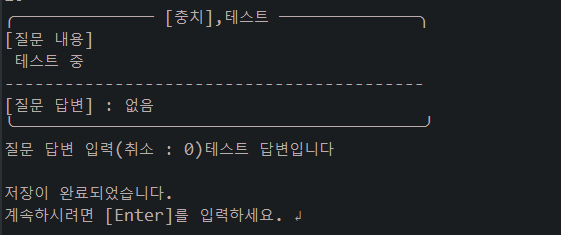 [충치],테스트
[질문 내용]
테스트 중
------------------------------------------
[질문 답변] : 없음
질문 답변 입력(취소 : 0)테스트 답변입니다
저장이 완료되었습니다.
계속하시려면 [Enter]를 입력하세요. ↲